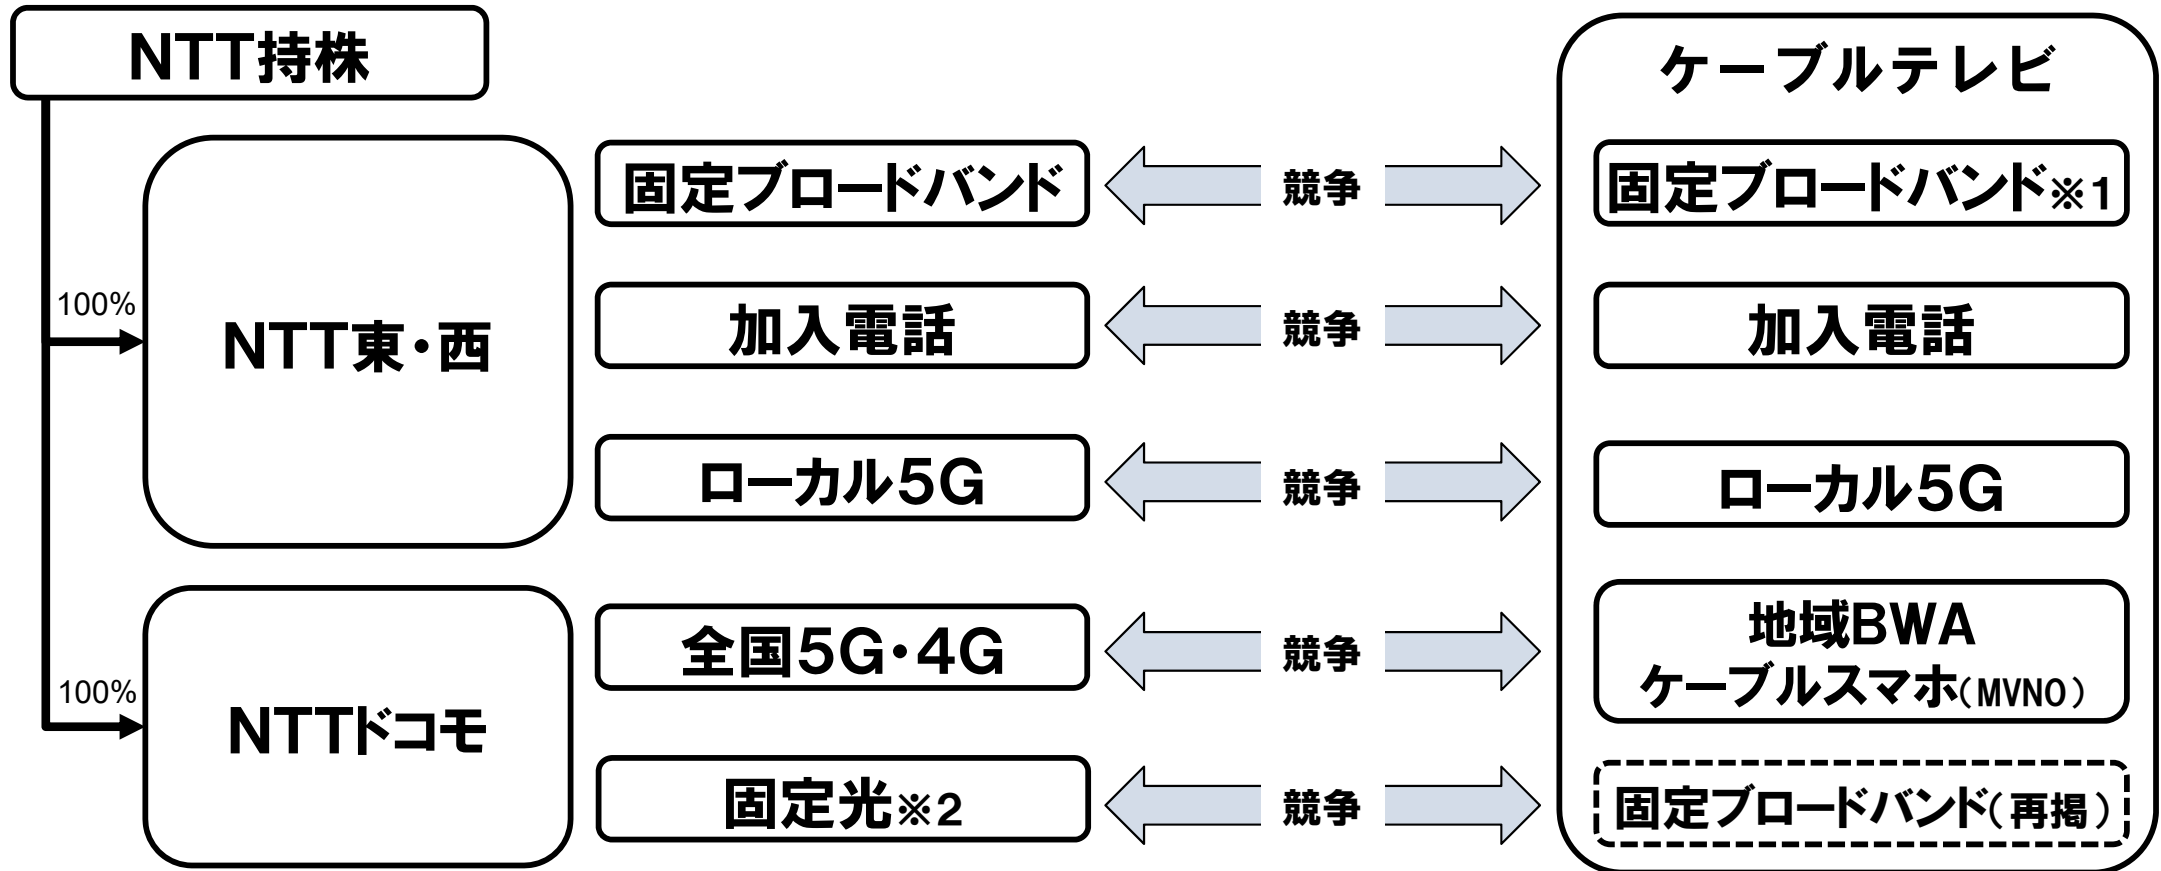 NTT持株
ケーブルテレビ
固定ブロードバンド
競争
固定ブロードバンド※1
100%
NTT東・西
加入電話
競争
加入電話
ローカル5G
競争
ローカル5G
100%
NTTドコモ
全国5G・4G
競争
地域BWA
ケーブルスマホ(MVNO)
固定光※2
競争
固定ブロードバンド(再掲)